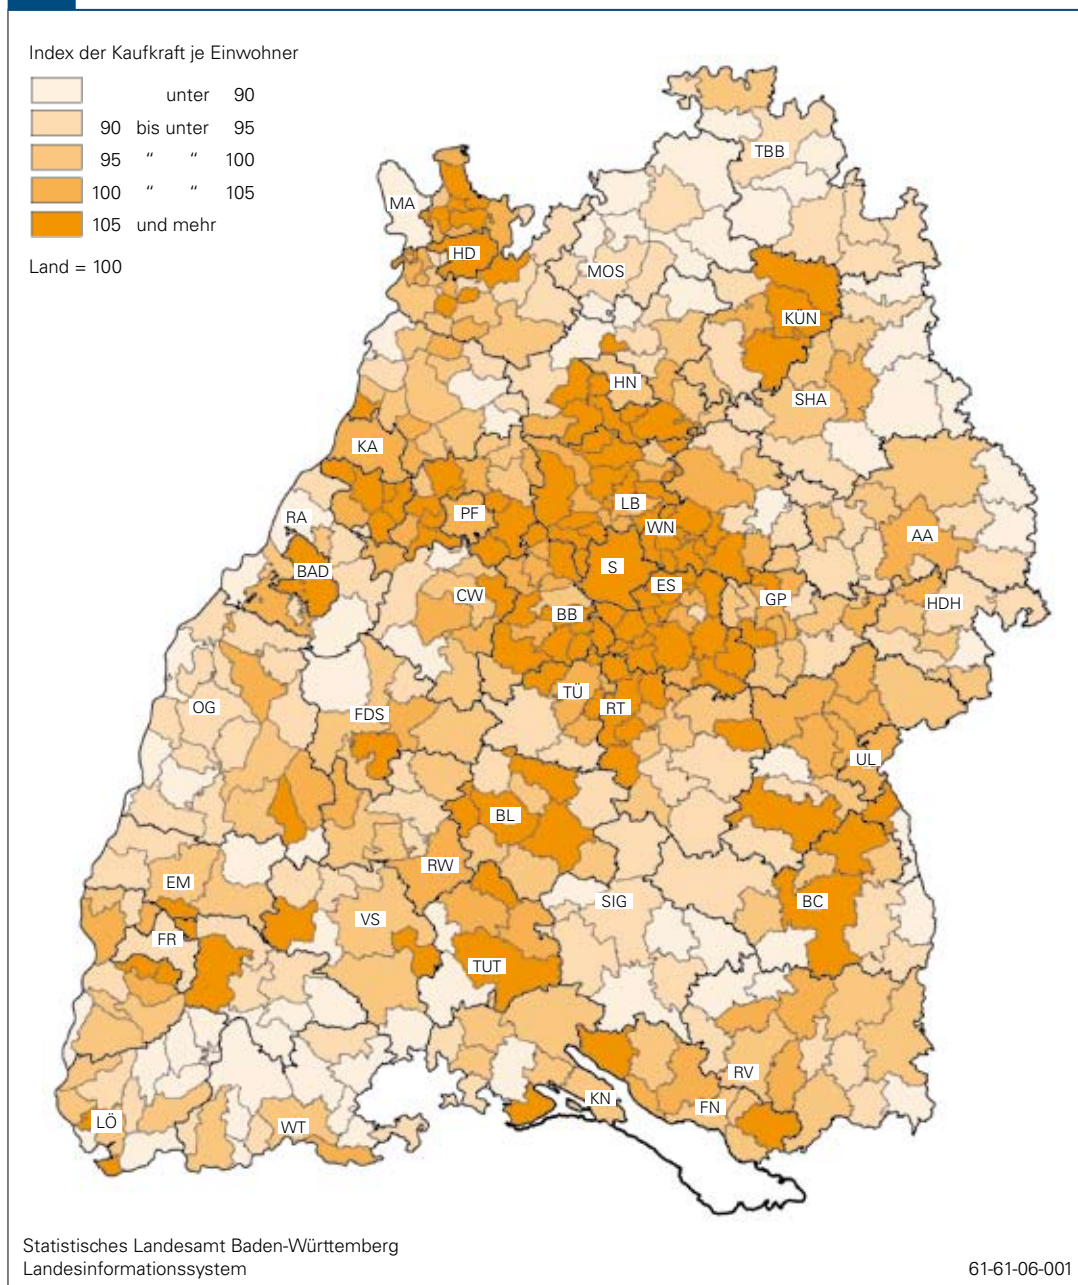 Index der Kaufkraft je Einwohner
unter 90
90 bis unter 95
95 “ “ 100
100 “ “ 105
105 und mehr
Land = 100
TBB
MA
HD
MOS
KÜN
HN
SHA
KA
RA
PF
LB
WN
AA
BAD
S
CW
ES
GP
HDH
BB
TÜ
OG
FDS
RT
UL
BL
RW
EM
SIG
BC
VS
FR
TUT
RV
KN
FN
LÖ
WT
Statistisches Landesamt Baden-Württemberg
Landesinformationssystem
61-61-06-001